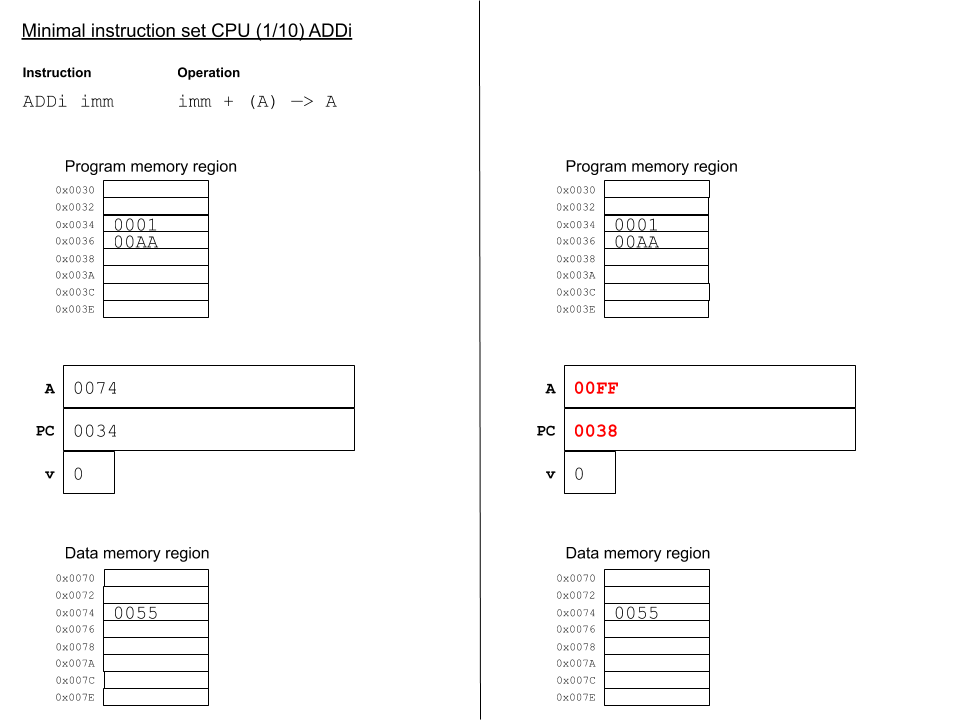 Minimal instruction set CPU (1/10) ADDi
Instruction Operation
ADDi imm imm + (A) —> A
Program memory region
0x0030
0x0032
0x0034 0001
0x0036 00AA
0x0038
0x003A
0x003C
0x003E
A 0074
PC 0034
v 0
Data memory region
0x0070
0x0072
0x0074 0055
0x0076
0x0078
0x007A
0x007C
0x007E
Program memory region
0x0030
0x0032
0x0034 0001
0x0036 00AA
0x0038
0x003A
0x003C
0x003E
A 00FF
PC 0038
v 0
Data memory region
0x0070
0x0072
0x0074 0055
0x0076
0x0078
0x007A
0x007C
0x007E